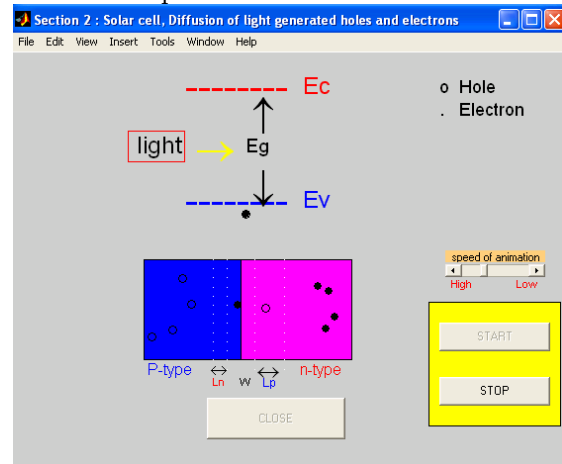 Section 2 : Solar cell, Diffusion of light generated holes and electrons
File Edit View Insert Tools Window Help
Ec
o Hole
. Electron
light
Eg
Ev
speed of animation
High Low
START
P-type Ln W Lp n-type
STOP
CLOSE